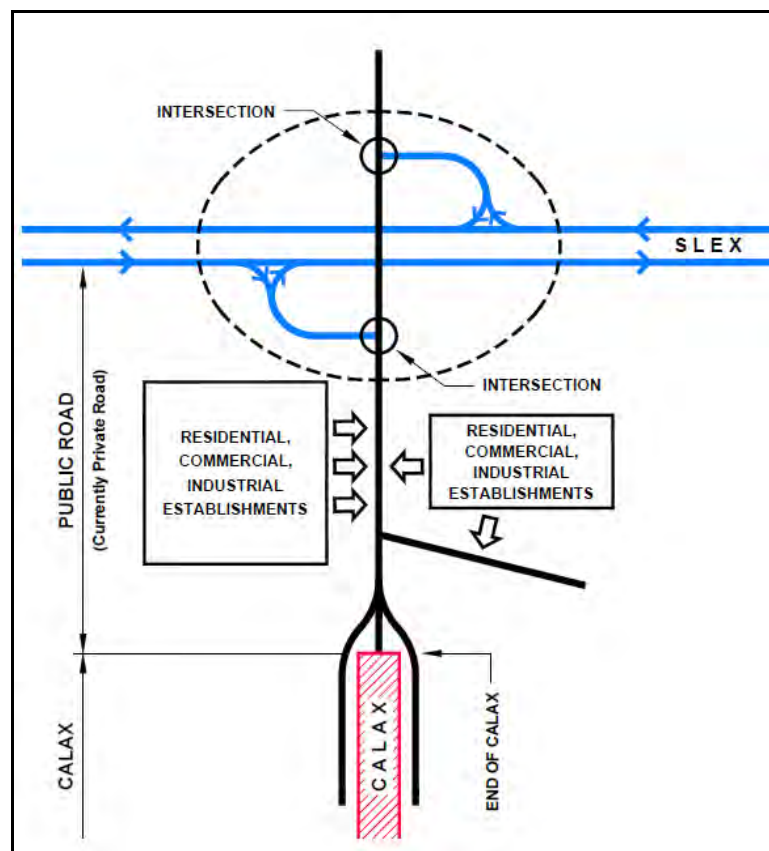 INTERSECTION
SLEX
INTERSECTION
PUBLIC ROAD
(Currently Private Road)
RESIDENTIAL,
COMMERCIAL,
INDUSTRIAL
ESTABLISHMENTS
RESIDENTIAL,
COMMERCIAL,
INDUSTRIAL
ESTABLISHMENTS
CALAX
CALAX
END OF CALAX